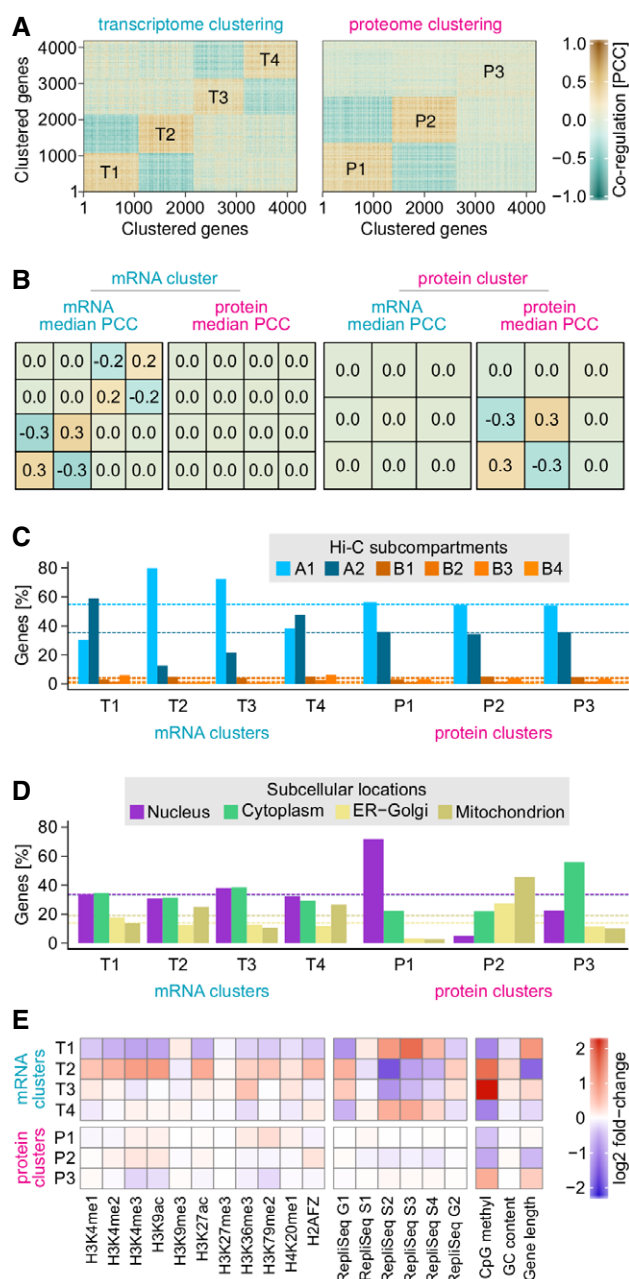 A
transcriptome clustering
proteome clustering
Clustered genes
4000
3000
2000
1000
1
T4
T3
T2
T1
P3
P2
P1
1 1000 2000 3000 4000
1 1000 2000 3000 4000
Clustered genes
Clustered genes
1.0
0.5
0.0
−0.5
−1.0
Co-regulation [PCC]
B
mRNA cluster
protein cluster
mRNA median PCC
protein median PCC
mRNA median PCC
protein median PCC
0.0 0.0 -0.2 0.2
0.0 0.0 0.2 -0.2
-0.3 0.3 0.0 0.0
0.3 -0.3 0.0 0.0
0.0 0.0 0.0 0.0
0.0 0.0 0.0 0.0
0.0 0.0 0.0 0.0
0.0 0.0 0.0 0.0
0.0 0.0 0.0
0.0 0.0 0.0
0.0 0.0 0.0
0.0 0.0 0.0
-0.3 0.3 0.0
0.3 -0.3 0.0
C
Hi-C subcompartments
A1 A2 B1 B2 B3 B4
Genes [%]
80
60
40
20
0
T1 T2 T3 T4 P1 P2 P3
mRNA clusters
protein clusters
D
Subcellular locations
Nucleus Cytoplasm ER−Golgi Mitochondrion
Genes [%]
80
60
40
20
0
T1 T2 T3 T4 P1 P2 P3
mRNA clusters
protein clusters
E
mRNA clusters
T1
T2
T3
T4
protein clusters
P1
P2
P3
H3K4me1
H3K4me2
H3K4me3
H3K9ac
H3K9me3
H3K27ac
H3K27me3
H3K36me3
H3K79me2
H4K20me1
H2AFZ
RepliSeq G1
RepliSeq S1
RepliSeq S2
RepliSeq S3
RepliSeq S4
RepliSeq G2
CpG methyl
GC content
Gene length
2
1
0
−1
−2
log2 fold−change